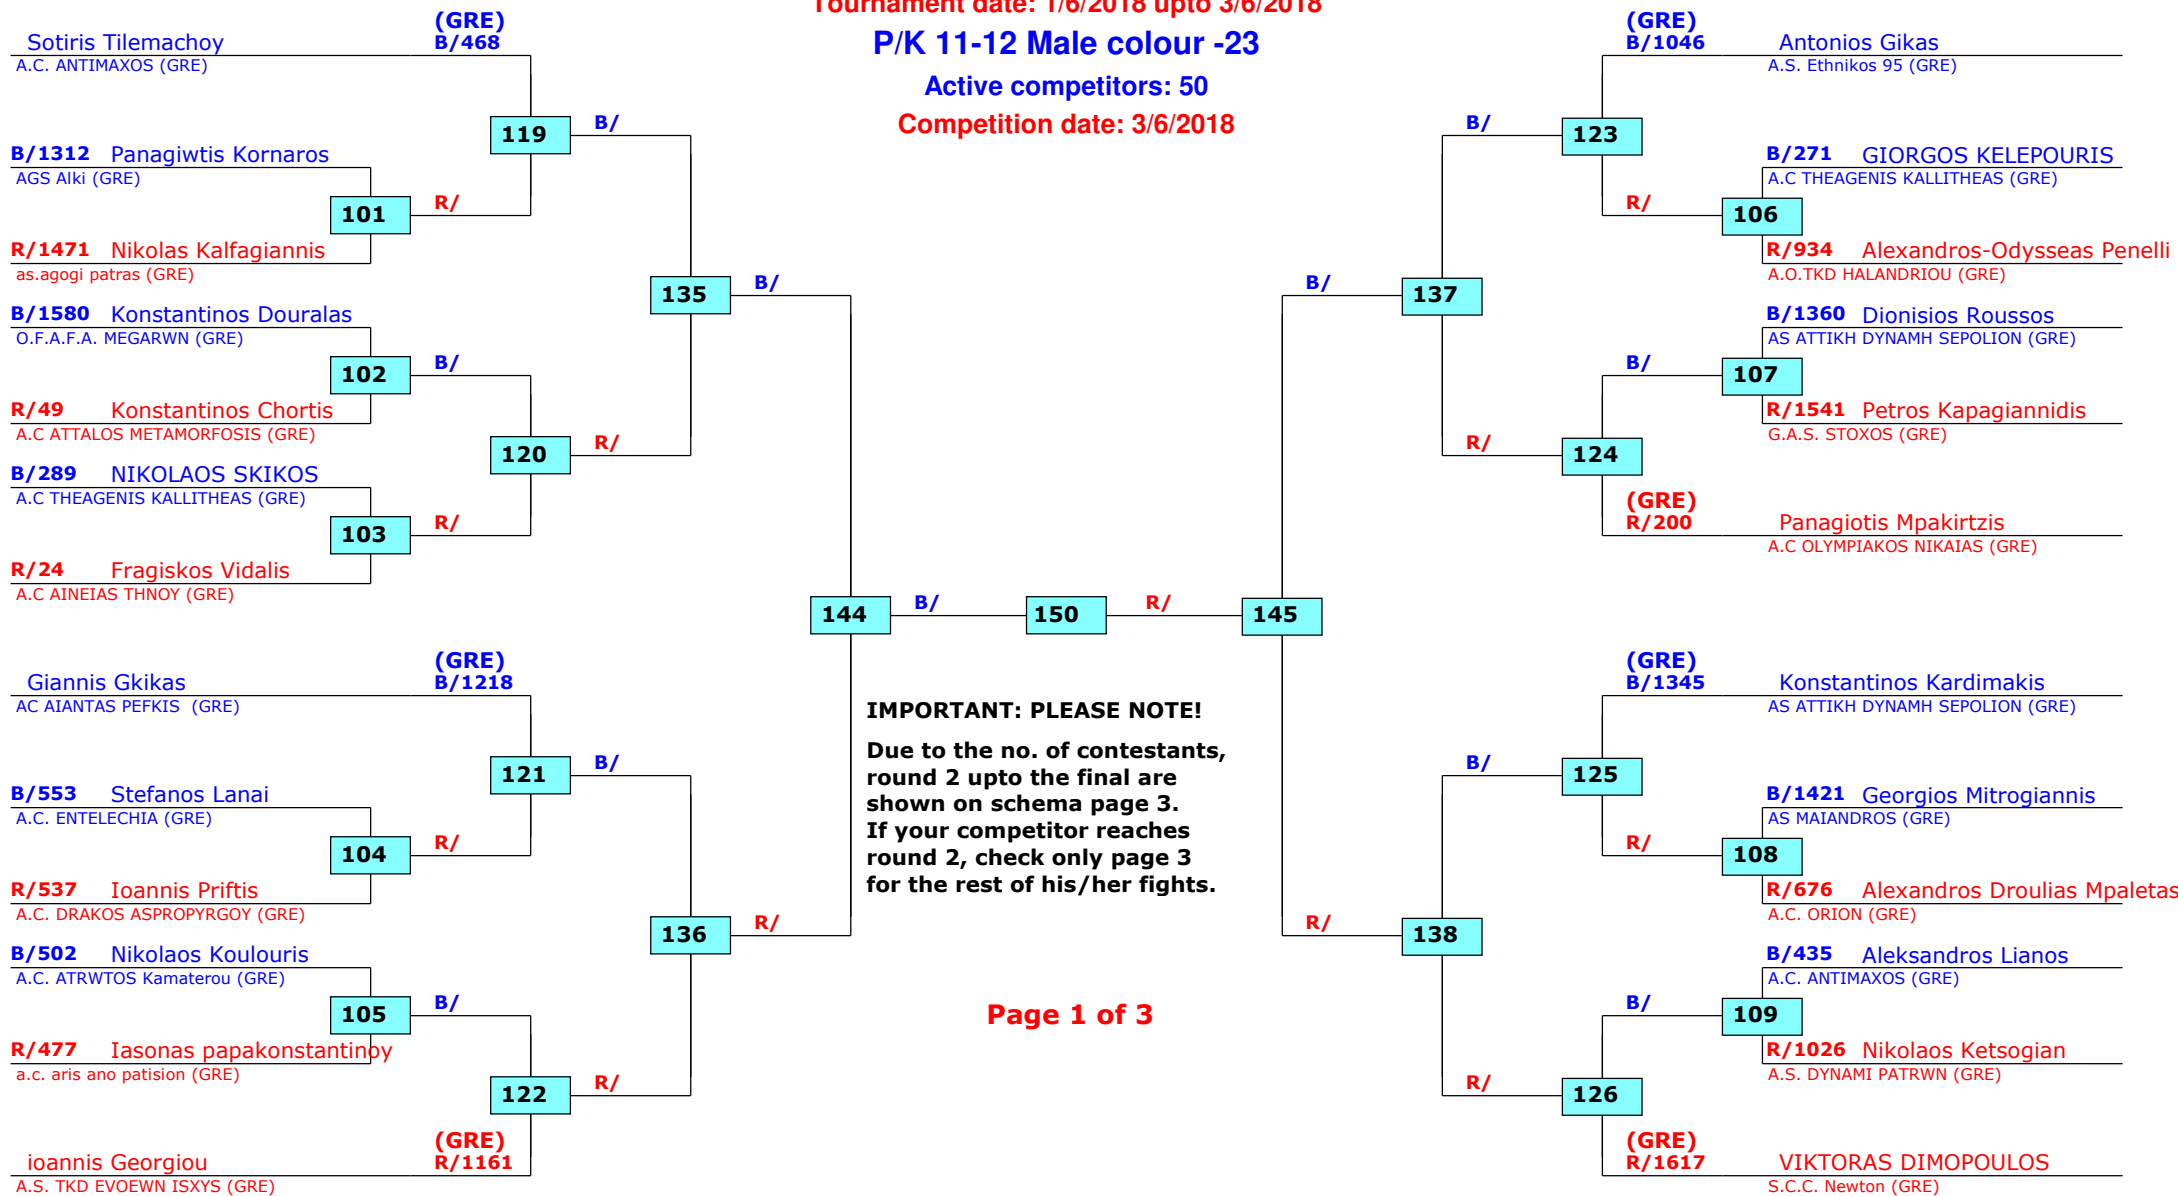 Tournament date: 1/6/2018 upto 3/6/2018
P/K 11-12 Male colour -23
Active competitors: 50
Competition date: 3/6/2018
(GRE)
Sotiris Tilemachoy B/468
A.C. ANTIMAXOS (GRE)
119 B/
B/1312 Panagiwtis Kornaros
AGS Alki (GRE)
101 R/
R/1471 Nikolas Kalfagiannis
as.agogi patras (GRE)
135 B/
B/1580 Konstantinos Douralas
O.F.A.F.A. MEGARWN (GRE)
102 B/
R/49 Konstantinos Chortis
A.C ATTALOS METAMORFOSIS (GRE)
120 R/
B/289 NIKOLAOS SKIKOS
A.C THEAGENIS KALLITHEAS (GRE)
103 R/
R/24 Fragiskos Vidalis
A.C AINEIAS THNOY (GRE)
144 B/ 150 R/ 145
(GRE)
Giannis Gkikas B/1218
AC AIANTAS PEFKIS (GRE)
121 B/
B/553 Stefanos Lanai
A.C. ENTELECHIA (GRE)
104 R/
R/537 Ioannis Priftis
A.C. DRAKOS ASPROPYRGOY (GRE)
136 R/
B/502 Nikolaos Koulouris
A.C. ATRWTOS Kamaterou (GRE)
105 B/
R/477 Iasonas papakonstantinoy
a.c. aris ano patision (GRE)
122 R/
(GRE)
ioannis Georgiou R/1161
A.S. TKD EVOEWN ISXYS (GRE)
IMPORTANT: PLEASE NOTE!
Due to the no. of contestants,
round 2 upto the final are
shown on schema page 3.
If your competitor reaches
round 2, check only page 3
for the rest of his/her fights.
Page 1 of 3
(GRE)
B/1046 Antonios Gikas
A.S. Ethnikos 95 (GRE)
B/ 123
B/271 GIORGOS KELEPOURIS
A.C THEAGENIS KALLITHEAS (GRE)
R/ 106
R/934 Alexandros-Odysseas Penelli
A.O.TKD HALANDRIOU (GRE)
B/ 137
B/1360 Dionisios Roussos
AS ATTIKH DYNAMH SEPOLION (GRE)
B/ 107
R/1541 Petros Kapagiannidis
G.A.S. STOXOS (GRE)
R/ 124
(GRE)
R/200 Panagiotis Mpakirtzis
A.C OLYMPIAKOS NIKAIAS (GRE)
(GRE)
B/1345 Konstantinos Kardimakis
AS ATTIKH DYNAMH SEPOLION (GRE)
B/ 125
B/1421 Georgios Mitrogiannis
AS MAIANDROS (GRE)
R/ 108
R/676 Alexandros Droulias Mpaletas
A.C. ORION (GRE)
R/ 138
B/435 Aleksandros Lianos
A.C. ANTIMAXOS (GRE)
B/ 109
R/1026 Nikolaos Ketsogian
A.S. DYNAMI PATRWN (GRE)
R/ 126
(GRE)
R/1617 VIKTORAS DIMOPOULOS
S.C.C. Newton (GRE)